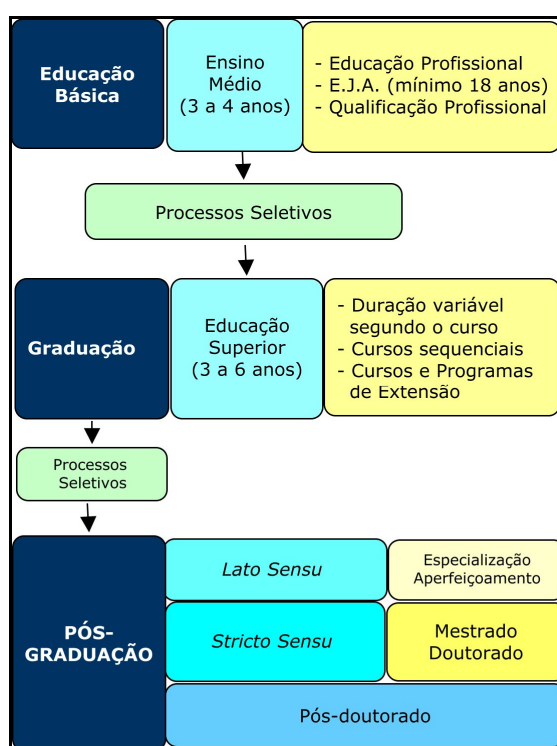 Educação
Básica
Ensino
Médio
(3 a 4 anos)
- Educação Profissional
- E.J.A. (mínimo 18 anos)
- Qualificação Profissional
Processos Seletivos
Graduação
Educação
Superior
(3 a 6 anos)
- Duração variável
segundo o curso
- Cursos sequenciais
- Cursos e Programas
de Extensão
Processos
Seletivos
PÓS-
GRADUAÇÃO
Lato Sensu
Especialização
Aperfeiçoamento
Stricto Sensu
Mestrado
Doutorado
Pós-doutorado